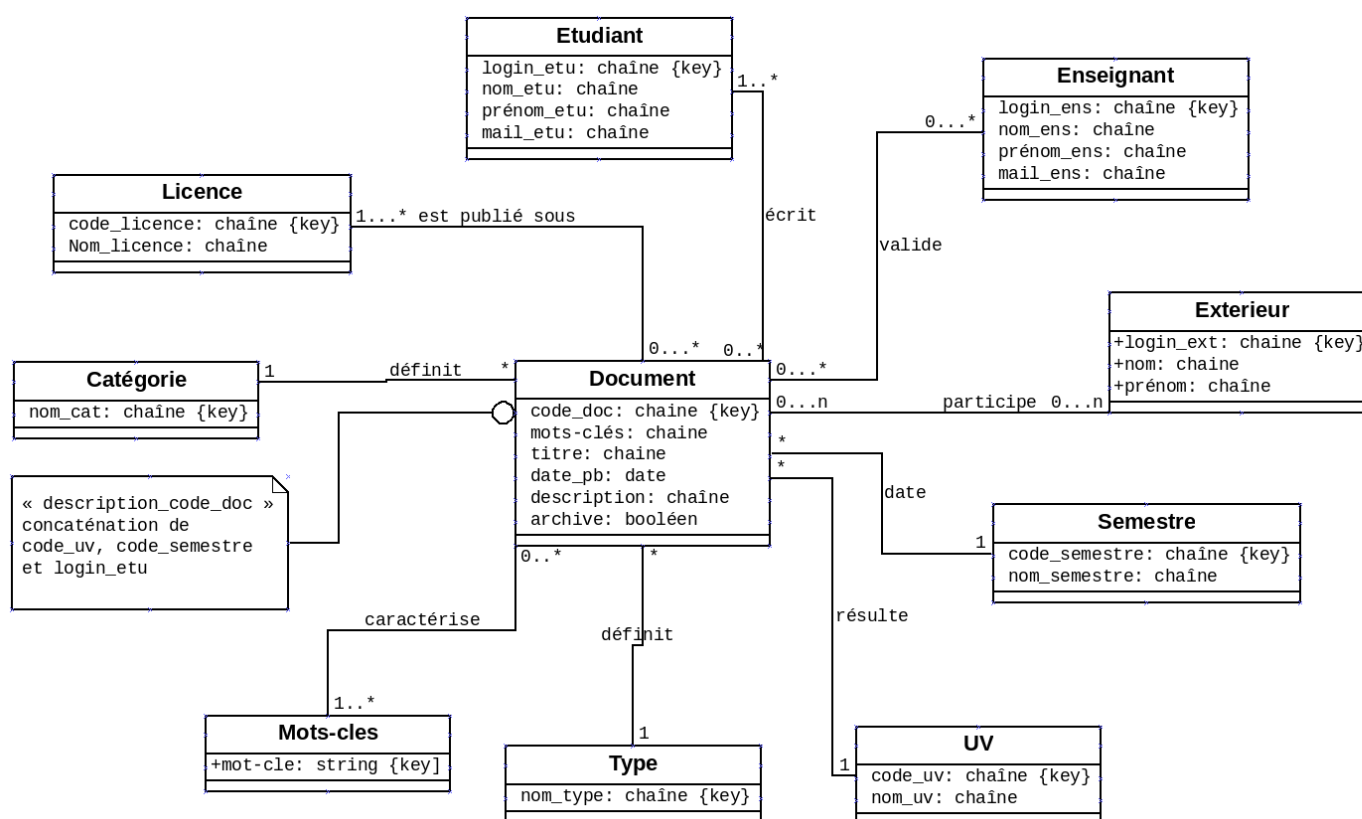 Etudiant
login_etu: chaîne {key}
nom_etu: chaîne
prénom_etu: chaîne
mail_etu: chaîne
1..*
Enseignant
login_ens: chaîne {key}
nom_ens: chaîne
prénom_ens: chaîne
mail_ens: chaîne
0...*
Licence
code_licence: chaîne {key}
Nom_licence: chaîne
1...* est publié sous
écrit
valide
Exterieur
+login_ext: chaine {key}
+nom: chaine
+prénom: chaîne
0...*
0..*
Catégorie
nom_cat: chaîne {key}
1
définit
*
Document
code_doc: chaine {key}
mots-clés: chaine
titre: chaine
date_pb: date
description: chaîne
archive: booléen
0...*
0...n
participe
0...n
*
*
date
« description_code_doc »
concaténation de
code_uv, code_semestre
et login_etu
Semestre
code_semestre: chaîne {key}
nom_semestre: chaîne
1
0..*
*
caractérise
définit
résulte
1..*
Mots-cles
+mot-cle: string {key]
1
Type
nom_type: chaîne {key}
UV
code_uv: chaîne {key}
nom_uv: chaîne
1